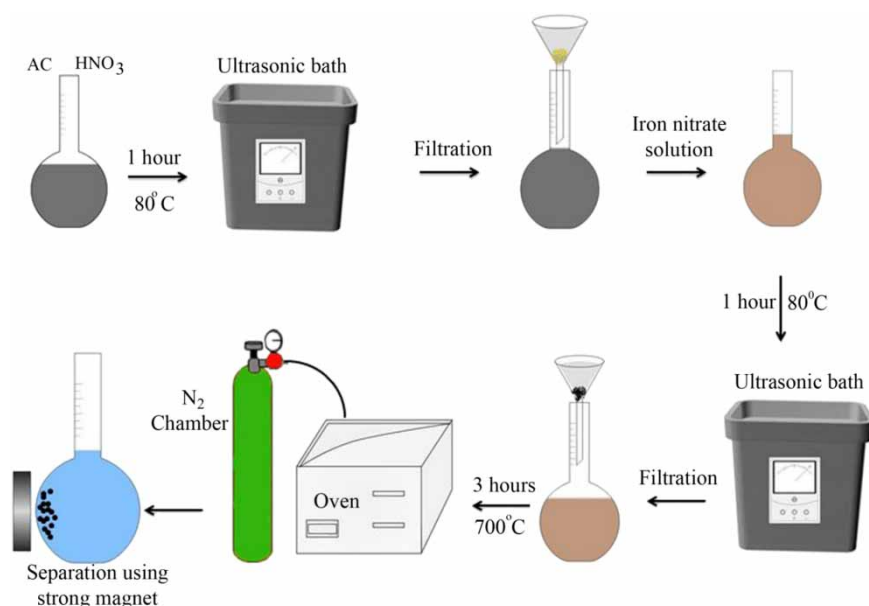 AC HNO₃
1 hour
80°C
Ultrasonic bath
Filtration
Iron nitrate
solution
1 hour 80°C
Ultrasonic bath
Filtration
3 hours
700°C
Oven
N₂
Chamber
Separation using
strong magnet